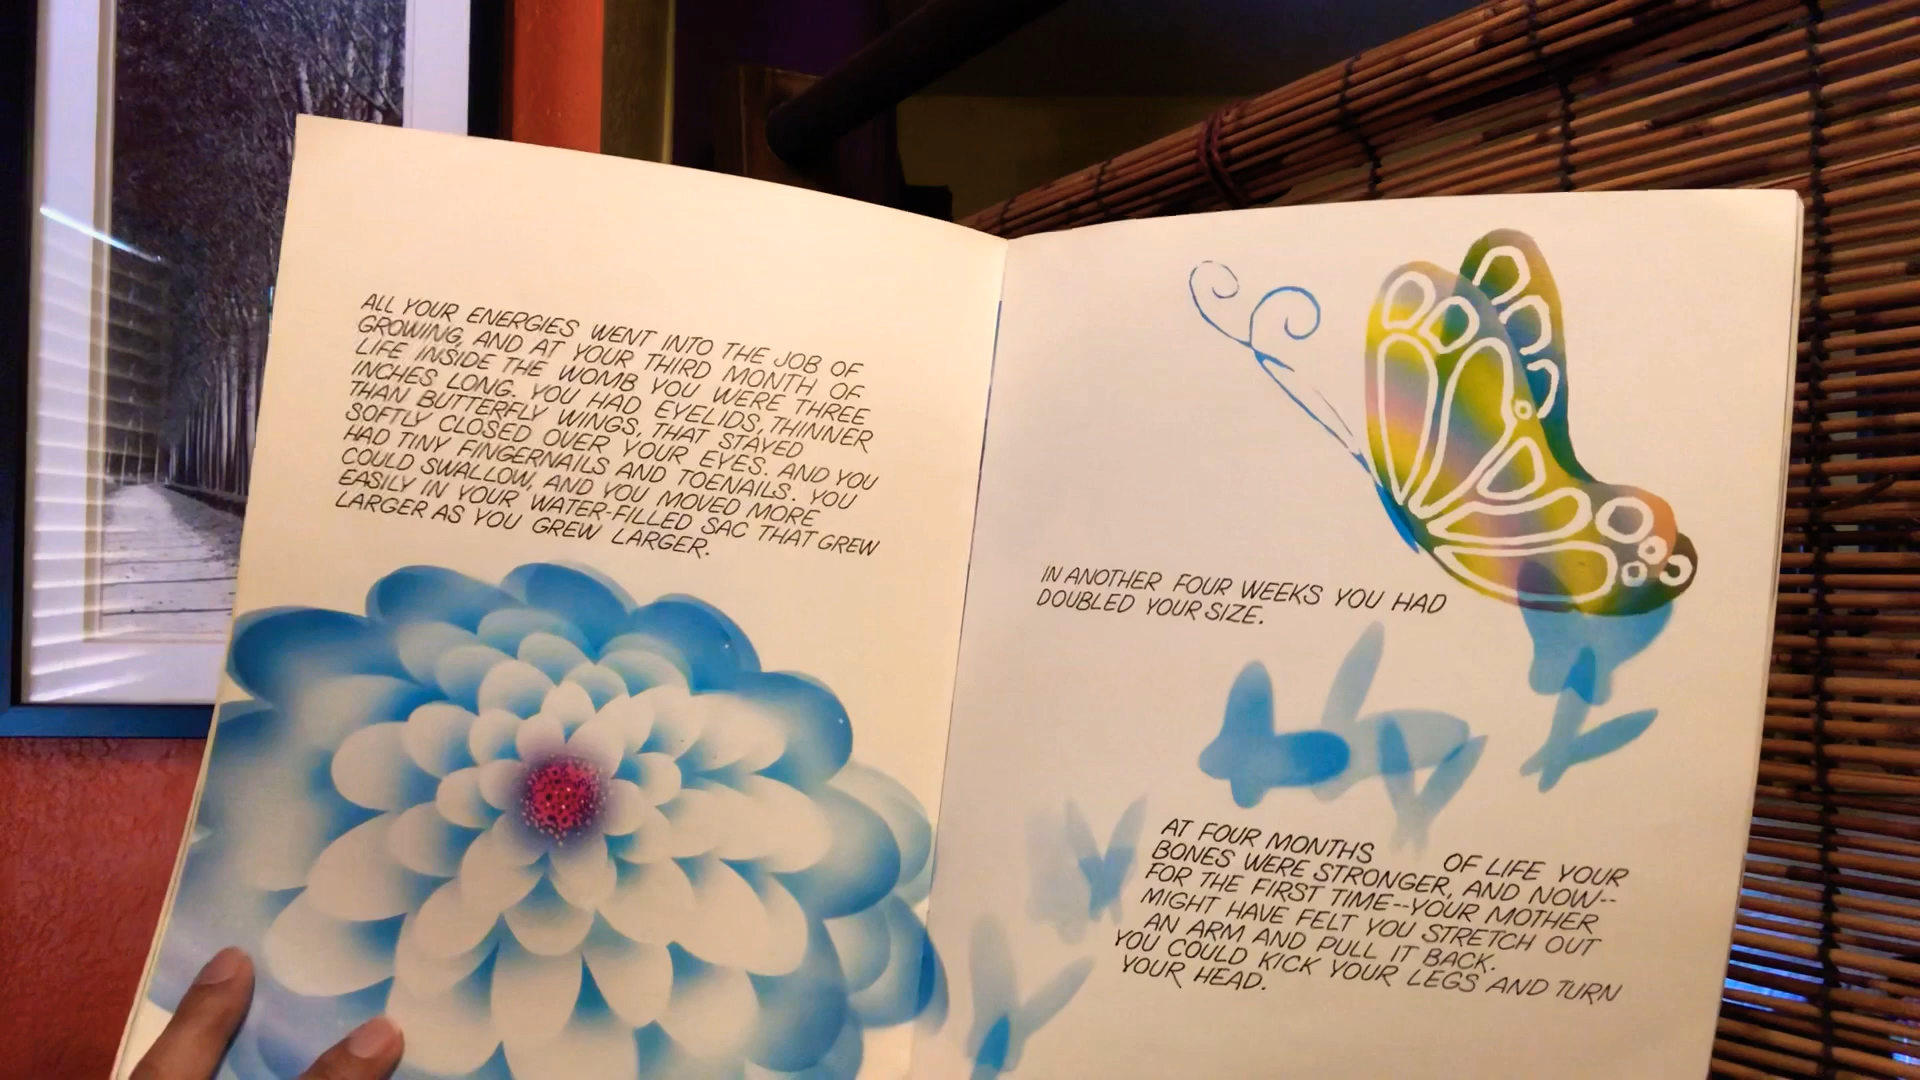 ALL YOUR ENERGIES WENT INTO THE JOB OF
GROWING, AND AT YOUR THIRD MONTH OF
LIFE INSIDE THE WOMB YOU WERE THREE
INCHES LONG. YOU HAD EYELIDS, THINNER
THAN BUTTERFLY WINGS, THAT STAYED
SOFTLY CLOSED OVER YOUR EYES. AND YOU
HAD TINY FINGERNAILS AND TOENAILS. YOU
COULD SWALLOW, AND YOU MOVED MORE
EASILY IN YOUR WATER-FILLED SAC THAT GREW
LARGER AS YOU GREW LARGER.
IN ANOTHER FOUR WEEKS YOU HAD
DOUBLED YOUR SIZE.
AT FOUR MONTHS OF LIFE YOUR
BONES WERE STRONGER, AND NOW--
FOR THE FIRST TIME--YOUR MOTHER
MIGHT HAVE FELT YOU STRETCH OUT
AN ARM AND PULL IT BACK.
YOU COULD KICK YOUR LEGS AND TURN
YOUR HEAD.